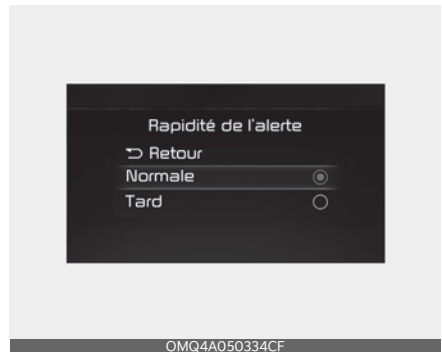 Rapidité de l'alerte
⮌ Retour
Normale
Tard
OMQ4A050334CF